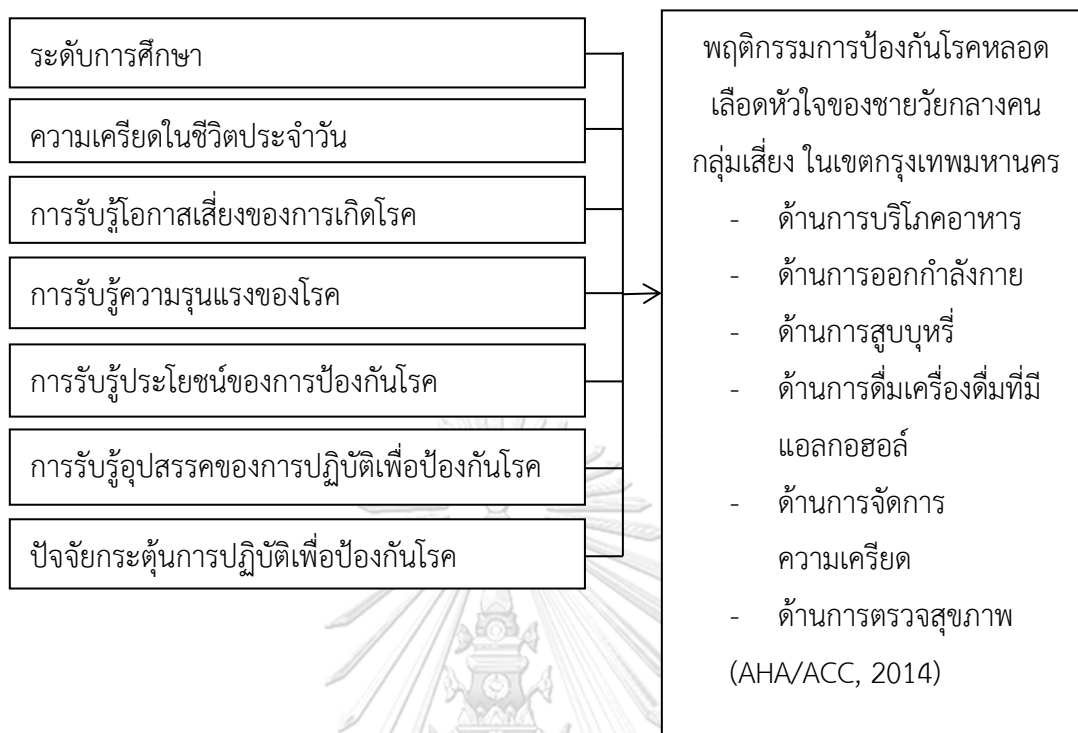 ระดับการศึกษา
ความเครียดในชีวิตประจำวัน
การรับรู้โอกาสเสี่ยงของการเกิดโรค
การรับรู้ความรุนแรงของโรค
การรับรู้ประโยชน์ของการป้องกันโรค
การรับรู้อุปสรรคของการปฏิบัติเพื่อป้องกันโรค
ปัจจัยกระตุ้นการปฏิบัติเพื่อป้องกันโรค
พฤติกรรมการป้องกันโรคหลอด
เลือดหัวใจของชายวัยกลางคน
กลุ่มเสี่ยง ในเขตกรุงเทพมหานคร
- ด้านการบริโภคอาหาร
- ด้านการออกกำลังกาย
- ด้านการสูบบุหรี่
- ด้านการดื่มเครื่องดื่มที่มี
แอลกอฮอล์
- ด้านการจัดการ
ความเครียด
- ด้านการตรวจสุขภาพ
(AHA/ACC, 2014)